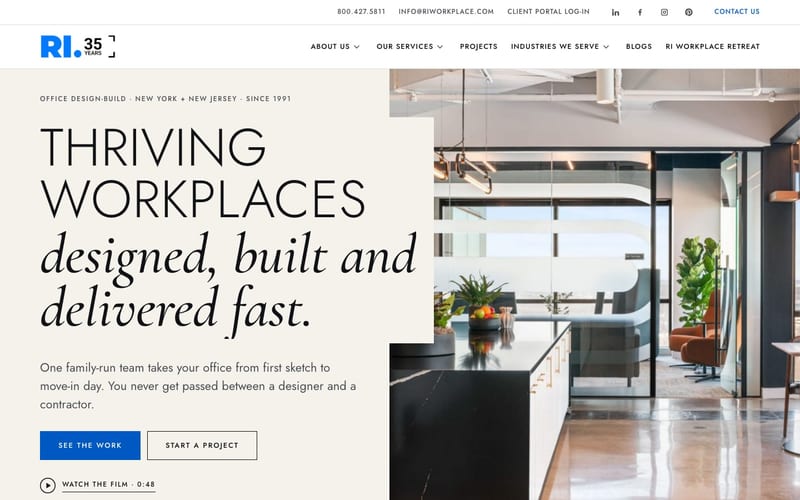 800.427.5811 INFO@RIWORKPLACE.COM CLIENT PORTAL LOG-IN CONTACT US
RI. 35 YEARS
ABOUT US OUR SERVICES PROJECTS INDUSTRIES WE SERVE BLOGS RI WORKPLACE RETREAT
OFFICE DESIGN-BUILD · NEW YORK + NEW JERSEY · SINCE 1991
THRIVING
WORKPLACES
designed, built and
delivered fast.
One family-run team takes your office from first sketch to
move-in day. You never get passed between a designer and a
contractor.
SEE THE WORK START A PROJECT
WATCH THE FILM · 0:48